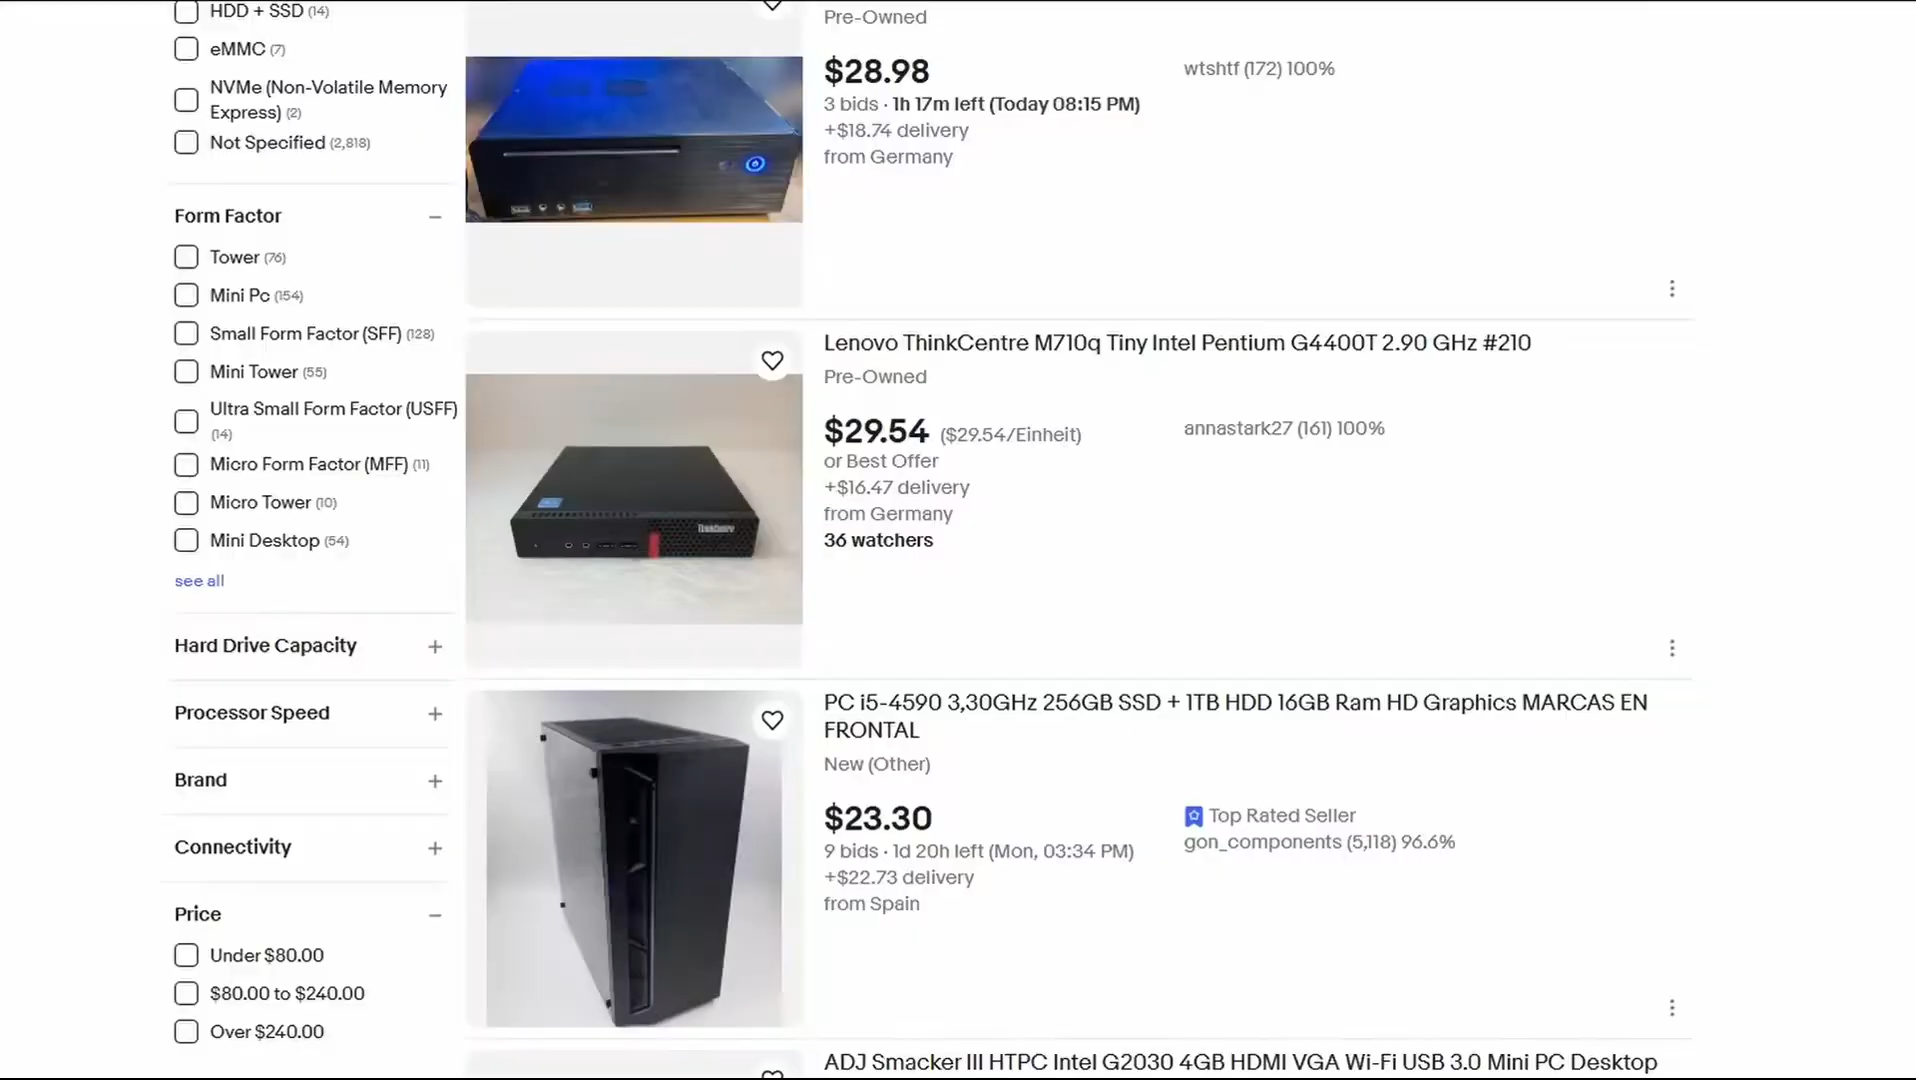 HDD + SSD (14)
eMMC (7)
NVMe (Non-Volatile Memory
Express) (2)
Not Specified (2,818)
Form Factor
Tower (76)
Mini Pc (154)
Small Form Factor (SFF) (128)
Mini Tower (55)
Ultra Small Form Factor (USFF)
(14)
Micro Form Factor (MFF) (11)
Micro Tower (10)
Mini Desktop (54)
see all
Hard Drive Capacity
Processor Speed
Brand
Connectivity
Price
Under $80.00
$80.00 to $240.00
Over $240.00
Pre-Owned
$28.98
3 bids · 1h 17m left (Today 08:15 PM)
+$18.74 delivery
from Germany
wtshtf (172) 100%
Lenovo ThinkCentre M710q Tiny Intel Pentium G4400T 2.90 GHz #210
Pre-Owned
$29.54 ($29.54/Einheit)
or Best Offer
+$16.47 delivery
from Germany
36 watchers
annastark27 (161) 100%
ThinkCentre
PC i5-4590 3,30GHz 256GB SSD + 1TB HDD 16GB Ram HD Graphics MARCAS EN
FRONTAL
New (Other)
$23.30
9 bids · 1d 20h left (Mon, 03:34 PM)
+$22.73 delivery
from Spain
Top Rated Seller
gon_components (5,118) 96.6%
ADJ Smacker III HTPC Intel G2030 4GB HDMI VGA Wi-Fi USB 3.0 Mini PC Desktop